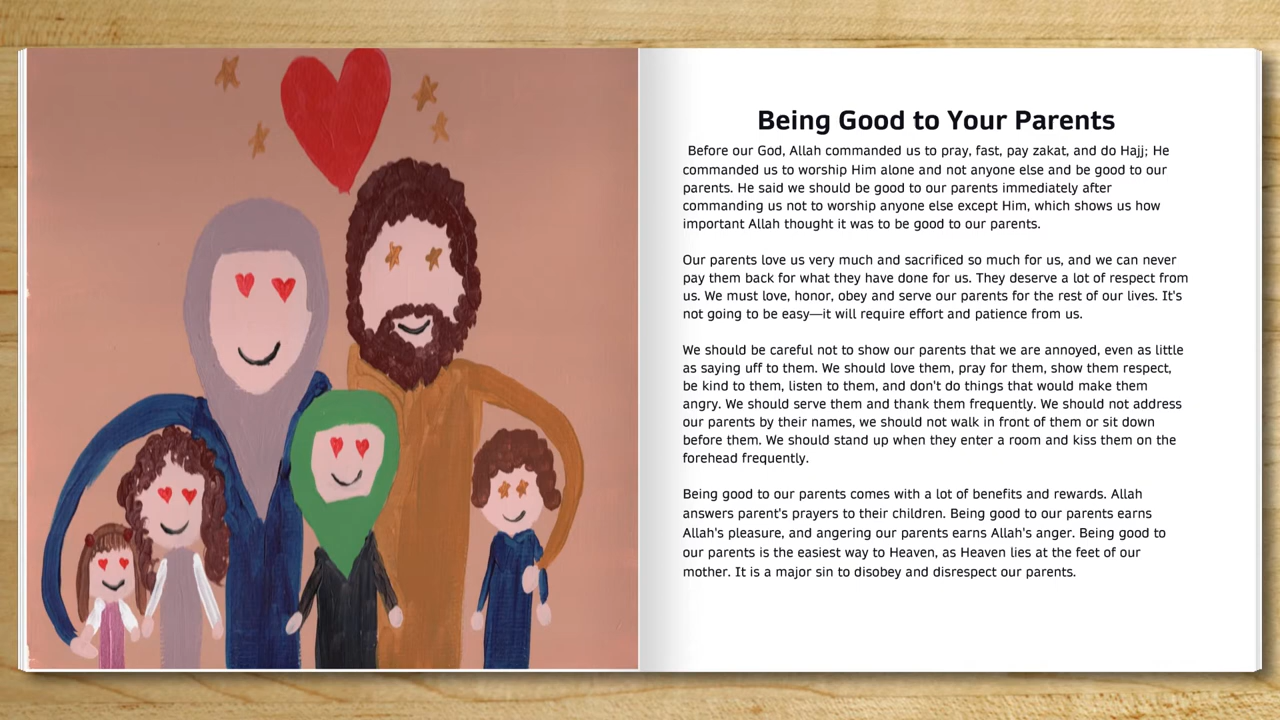 Being Good to Your Parents
Before our God, Allah commanded us to pray, fast, pay zakat, and do Hajj; He
commanded us to worship Him alone and not anyone else and be good to our
parents. He said we should be good to our parents immediately after
commanding us not to worship anyone else except Him, which shows us how
important Allah thought it was to be good to our parents.
Our parents love us very much and sacrificed so much for us, and we can never
pay them back for what they have done for us. They deserve a lot of respect from
us. We must love, honor, obey and serve our parents for the rest of our lives. It's
not going to be easy—it will require effort and patience from us.
We should be careful not to show our parents that we are annoyed, even as little
as saying uff to them. We should love them, pray for them, show them respect,
be kind to them, listen to them, and don't do things that would make them
angry. We should serve them and thank them frequently. We should not address
our parents by their names, we should not walk in front of them or sit down
before them. We should stand up when they enter a room and kiss them on the
forehead frequently.
Being good to our parents comes with a lot of benefits and rewards. Allah
answers parent's prayers to their children. Being good to our parents earns
Allah's pleasure, and angering our parents earns Allah's anger. Being good to
our parents is the easiest way to Heaven, as Heaven lies at the feet of our
mother. It is a major sin to disobey and disrespect our parents.